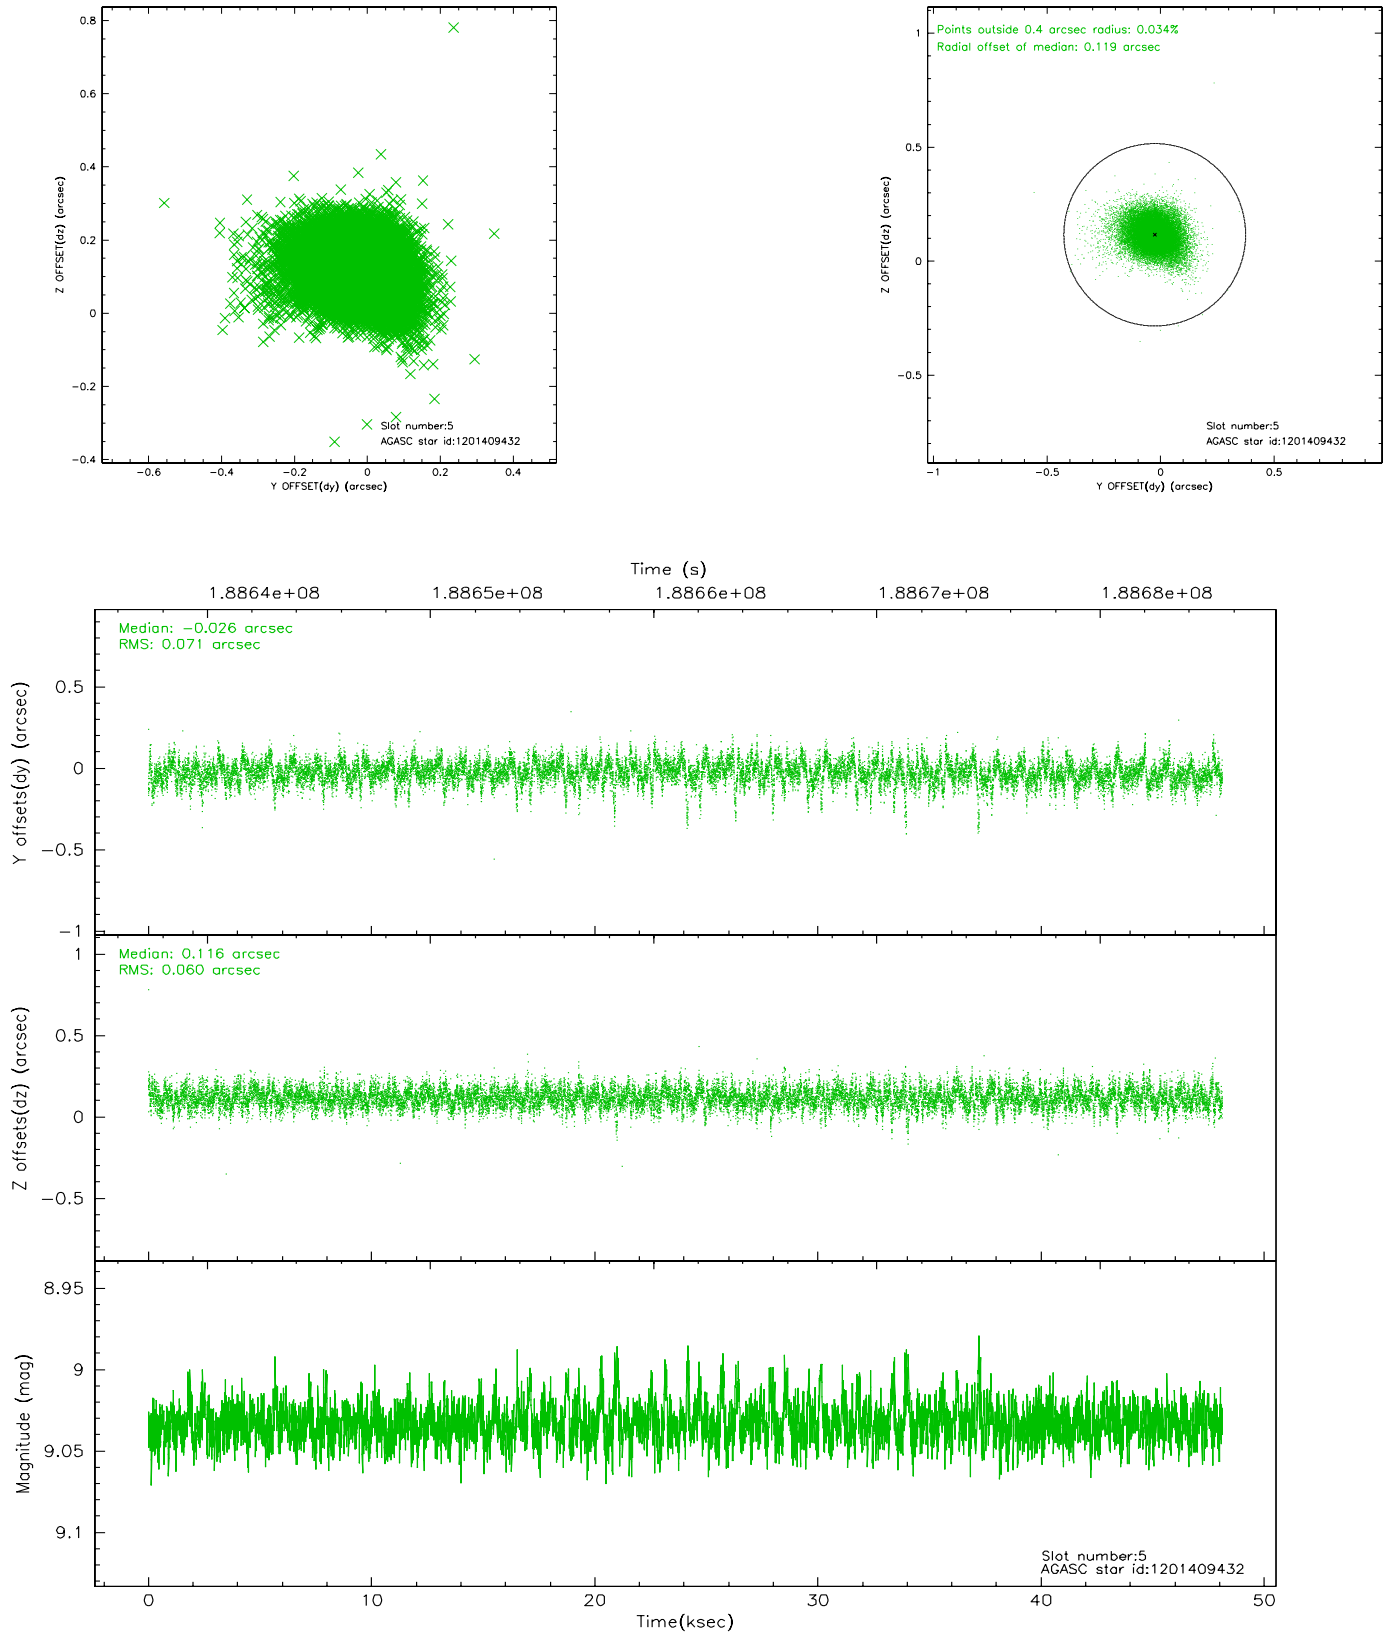 0.8
0.6
0.4
0.2
0
−0.2
−0.4
Z OFFSET(dz) (arcsec)
−0.6 −0.4 −0.2 0 0.2 0.4
Y OFFSET(dy) (arcsec)
Slot number:5
AGASC star id:1201409432
Points outside 0.4 arcsec radius: 0.034%
Radial offset of median: 0.119 arcsec
1
0.5
0
−0.5
Z OFFSET(dz) (arcsec)
Slot number:5
AGASC star id:1201409432
−1 −0.5 0 0.5
Y OFFSET(dy) (arcsec)
Time (s)
1.8864e+08 1.8865e+08 1.8866e+08 1.8867e+08 1.8868e+08
Median: −0.026 arcsec
RMS: 0.071 arcsec
0.5
0
−0.5
−1
Y offsets(dy) (arcsec)
Median: 0.116 arcsec
RMS: 0.060 arcsec
1
0.5
0
−0.5
Z offsets(dz) (arcsec)
8.95
9
9.05
9.1
Magnitude (mag)
Slot number:5
AGASC star id:1201409432
0 10 20 30 40 50
Time(ksec)